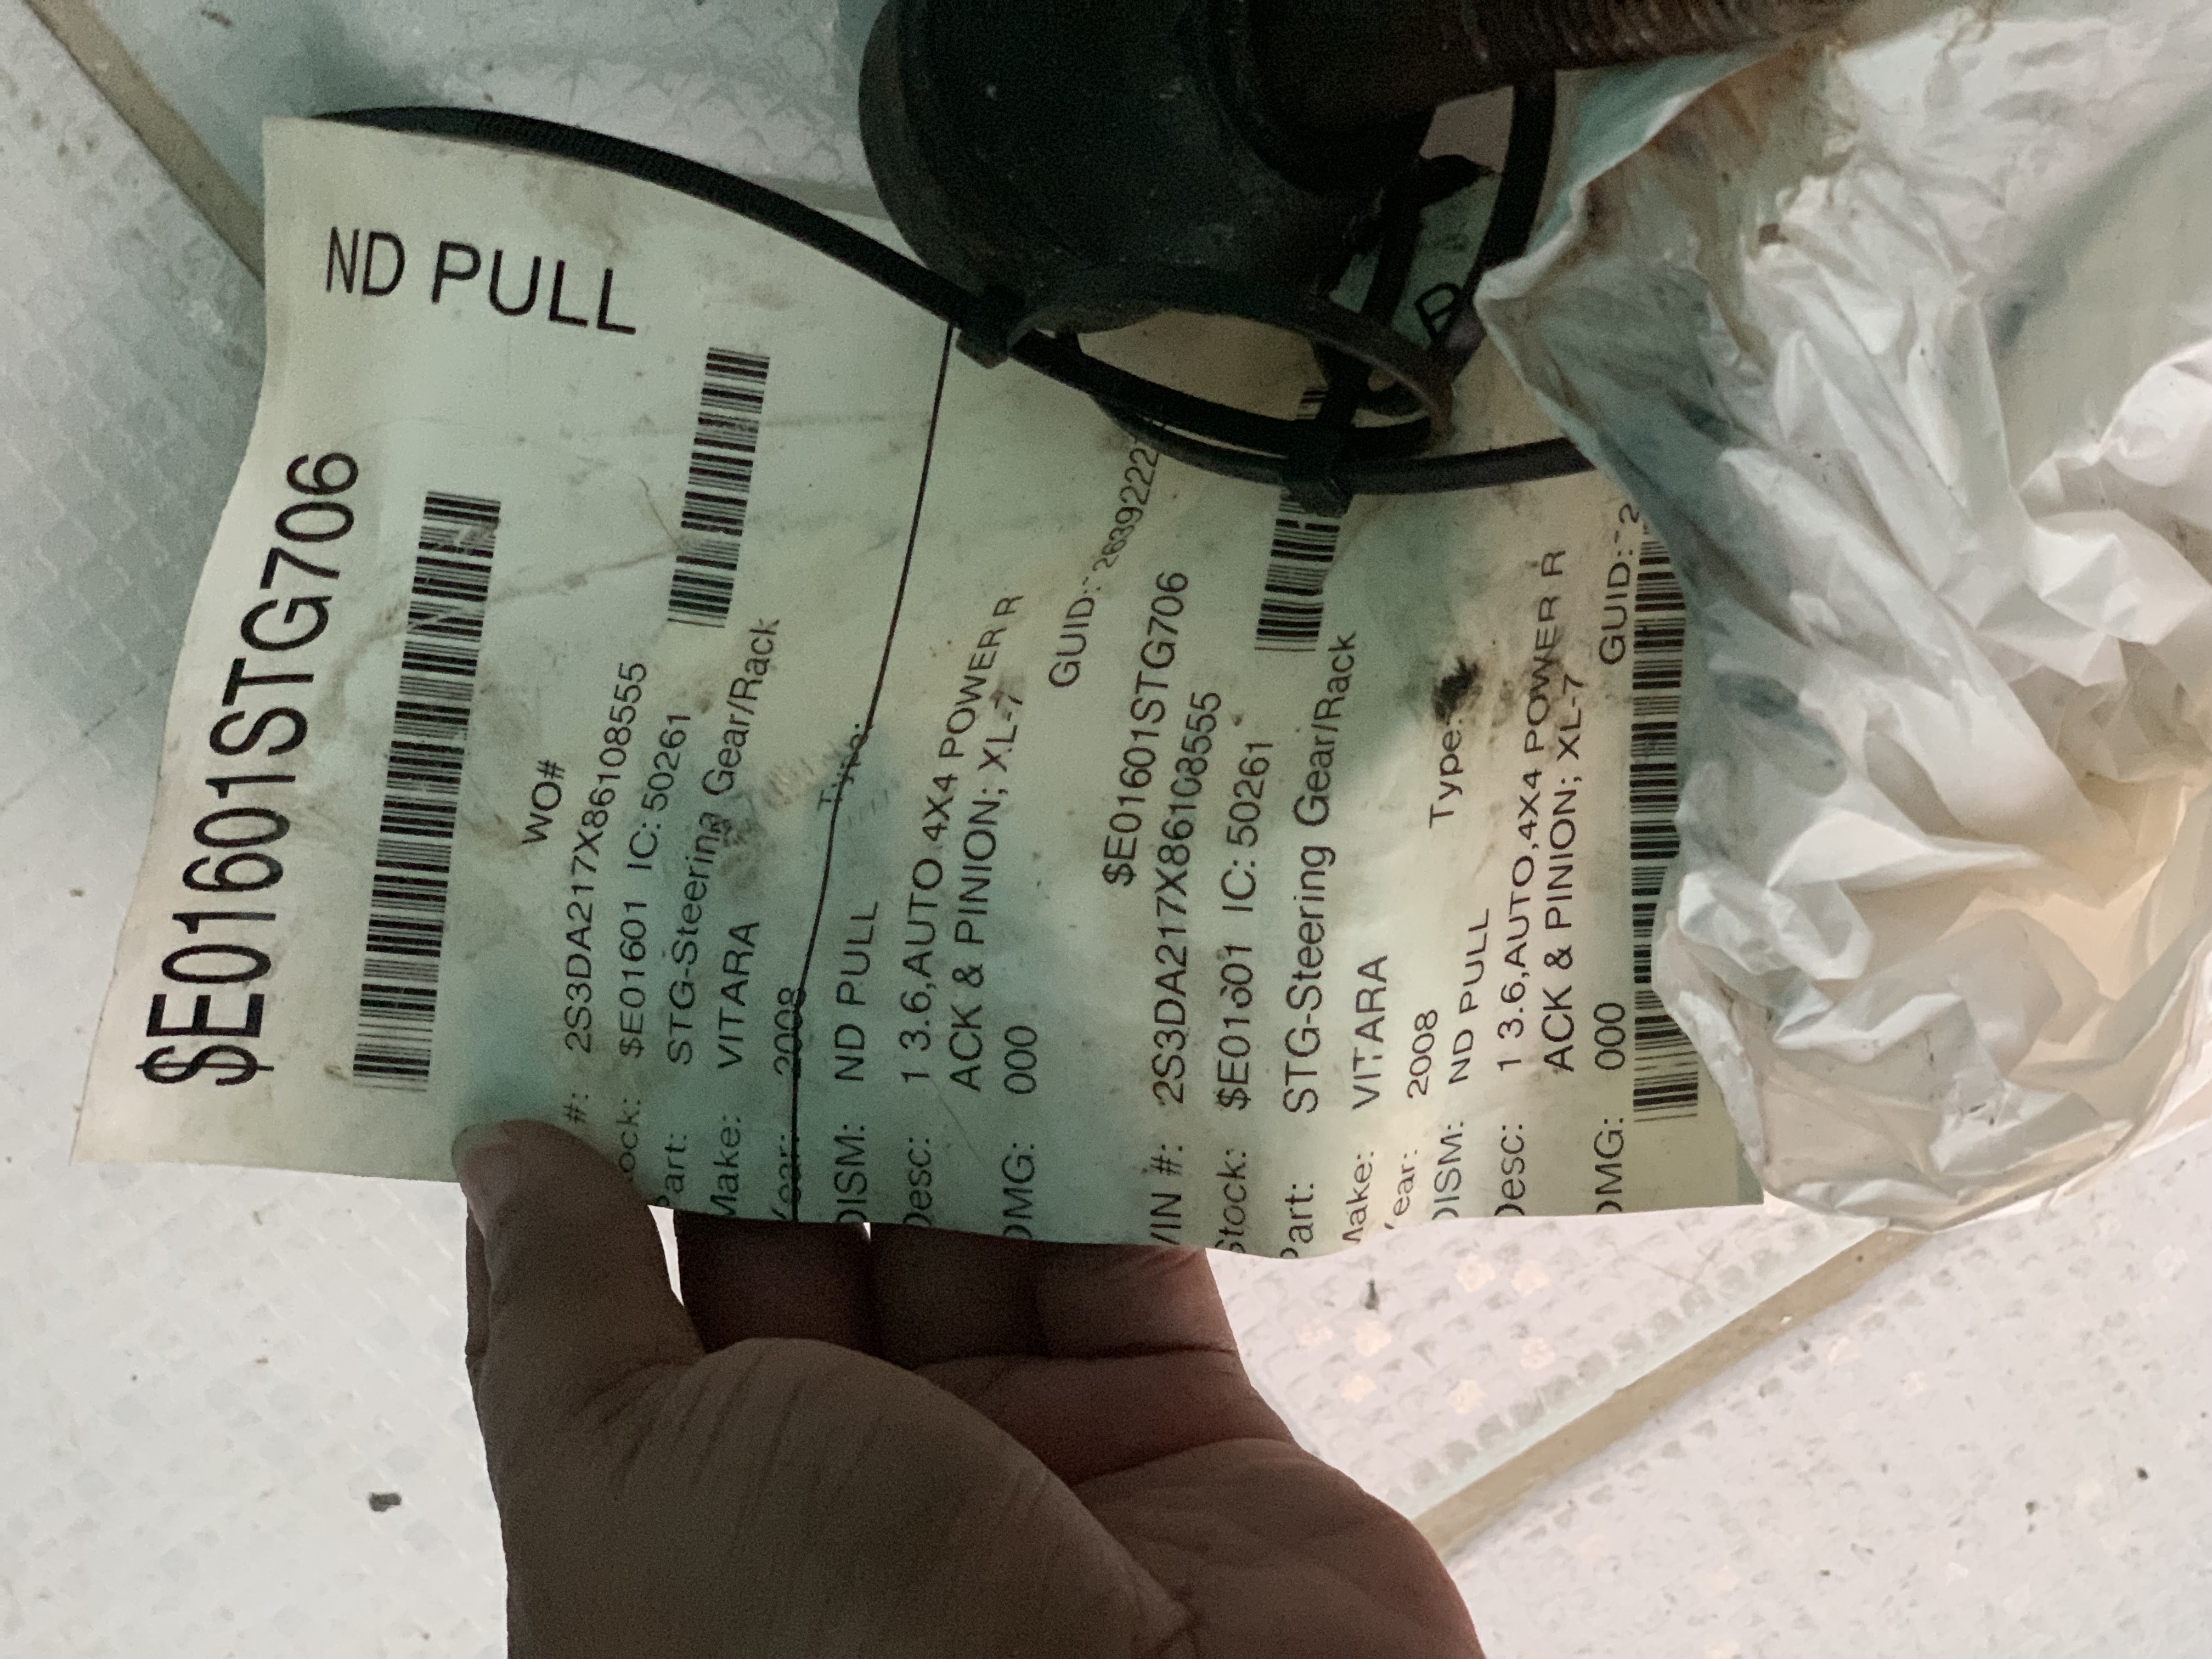 ND PULL
$E01601STG706
WO#
#: 2S3DA217X86108555
ock: $E01601 IC: 50261
Part: STG-Steering Gear/Rack
Make: VITARA
Year: 2008
DISM: ND PULL
Desc: 1 3.6,AUTO,4X4 POWER R
ACK & PINION; XL-7
DMG: 000 GUID:
$E01601STG706
VIN #: 2S3DA217X86108555
Stock: $E01601 IC: 50261
Part: STG-Steering Gear/Rack
Make: VITARA
Year: 2008 Type:
DISM: ND PULL
Desc: 1 3.6,AUTO,4X4 POWER R
ACK & PINION; XL-7
DMG: 000 GUID: